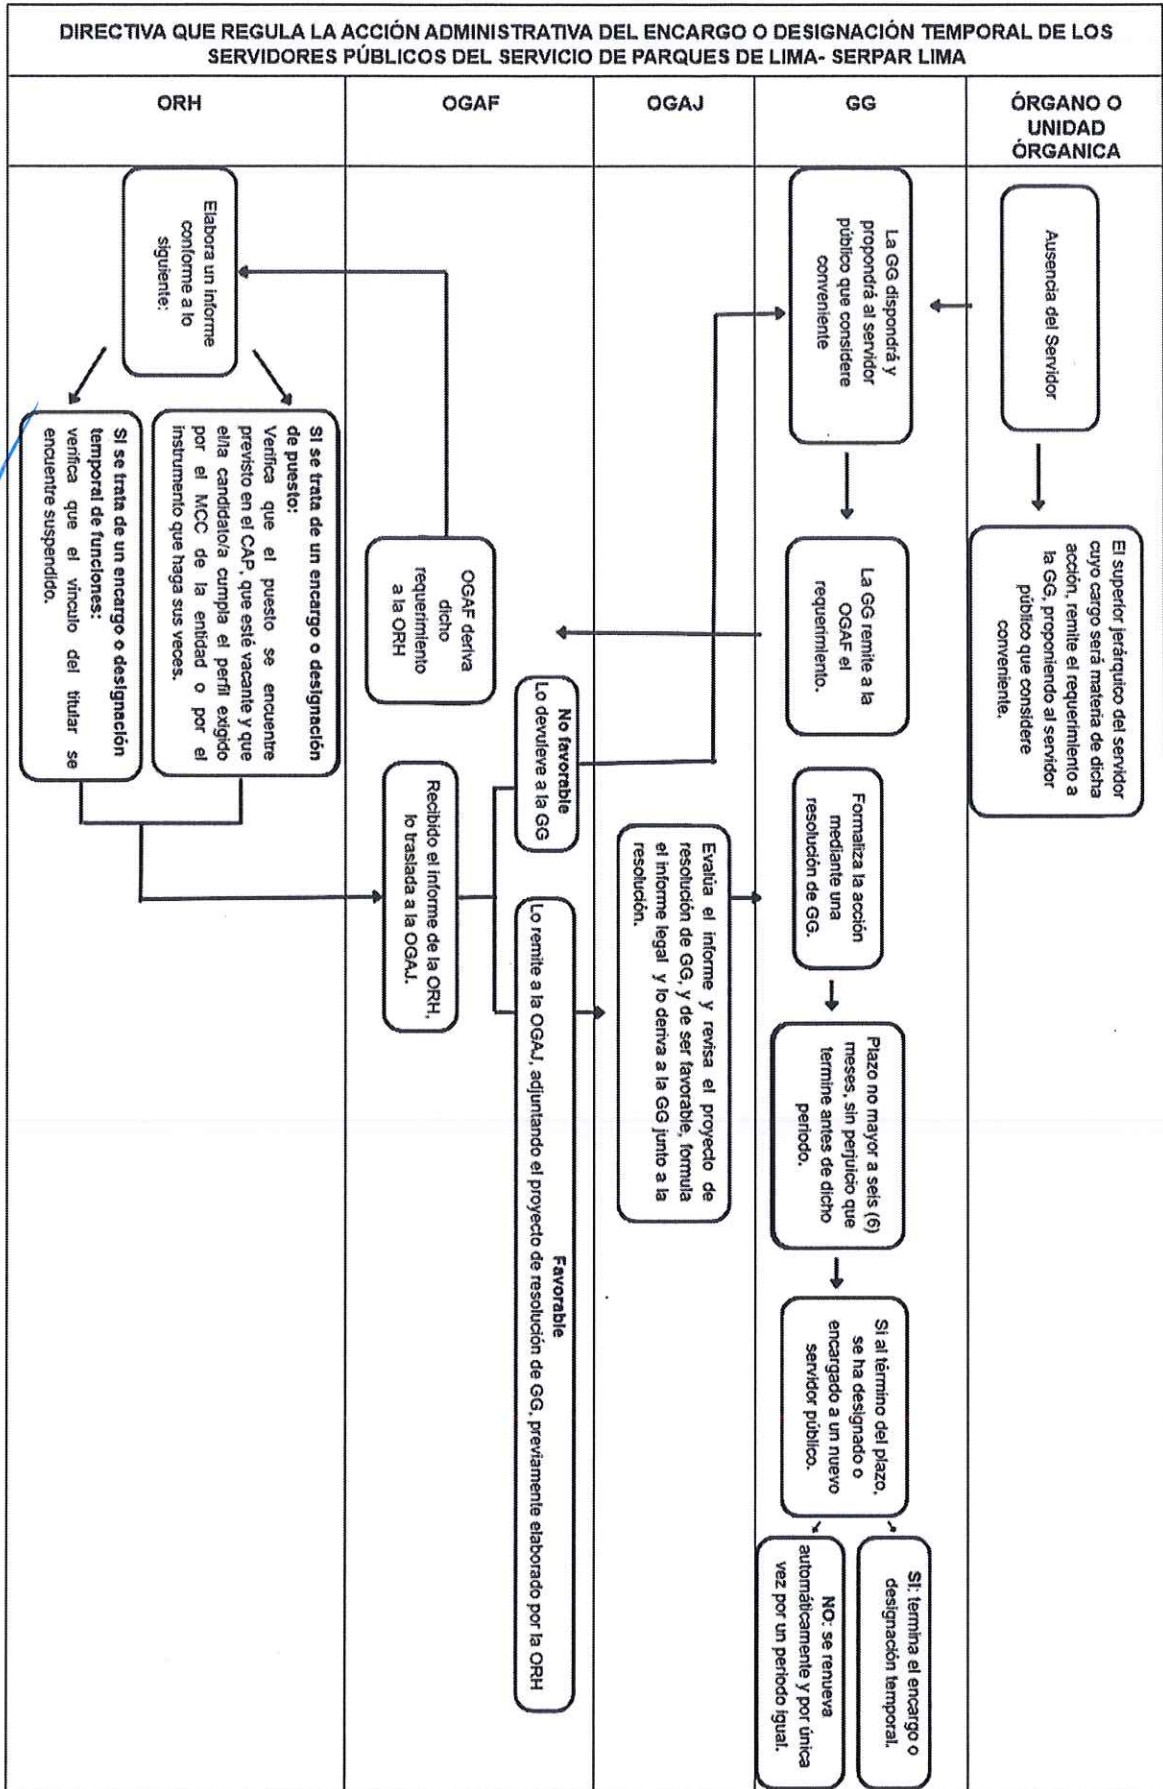 DIRECTIVA QUE REGULA LA ACCIÓN ADMINISTRATIVA DEL ENCARGO O DESIGNACIÓN TEMPORAL DE LOS
SERVIDORES PÚBLICOS DEL SERVICIO DE PARQUES DE LIMA- SERPAR LIMA
ORH
OGAF
OGAJ
GG
ÓRGANO O
UNIDAD
ÓRGANICA
Ausencia del Servidor
El superior jerárquico del servidor
cuyo cargo será materia de dicha
acción, remite el requerimiento a
la GG, proponiendo al servidor
público que considere
conveniente.
La GG dispondrá y
propondrá al servidor
público que considere
conveniente
La GG remite a la
OGAF el
requerimiento.
Formaliza la acción
mediante una
resolución de GG.
Plazo no mayor a seis (6)
meses, sin perjuicio que
termine antes de dicho
periodo.
Si al término del plazo,
se ha designado o
encargado a un nuevo
servidor público.
SI: termina el encargo o
designación temporal.
NO: se renueva
automáticamente y por única
vez por un periodo igual.
Evalúa el informe y revisa el proyecto de
resolución de GG, y de ser favorable, formula
el informe legal y lo deriva a la GG junto a la
resolución.
OGAF deriva
dicho
requerimiento
a la ORH
No favorable
Lo devuleve a la GG
Favorable
Lo remite a la OGAJ, adjuntando el proyecto de resolución de GG, previamente elaborado por la ORH
Recibido el informe de la ORH,
lo traslada a la OGAJ.
Elabora un informe
conforme a lo
siguiente:
SI se trata de un encargo o designación
de puesto:
Verifica que el puesto se encuentre
previsto en el CAP, que esté vacante y que
el/la candidato/a cumpla el perfil exigido
por el MCC de la entidad o por el
instrumento que haga sus veces.
SI se trata de un encargo o designación
temporal de funciones:
verifica que el vínculo del titular se
encuentre suspendido.